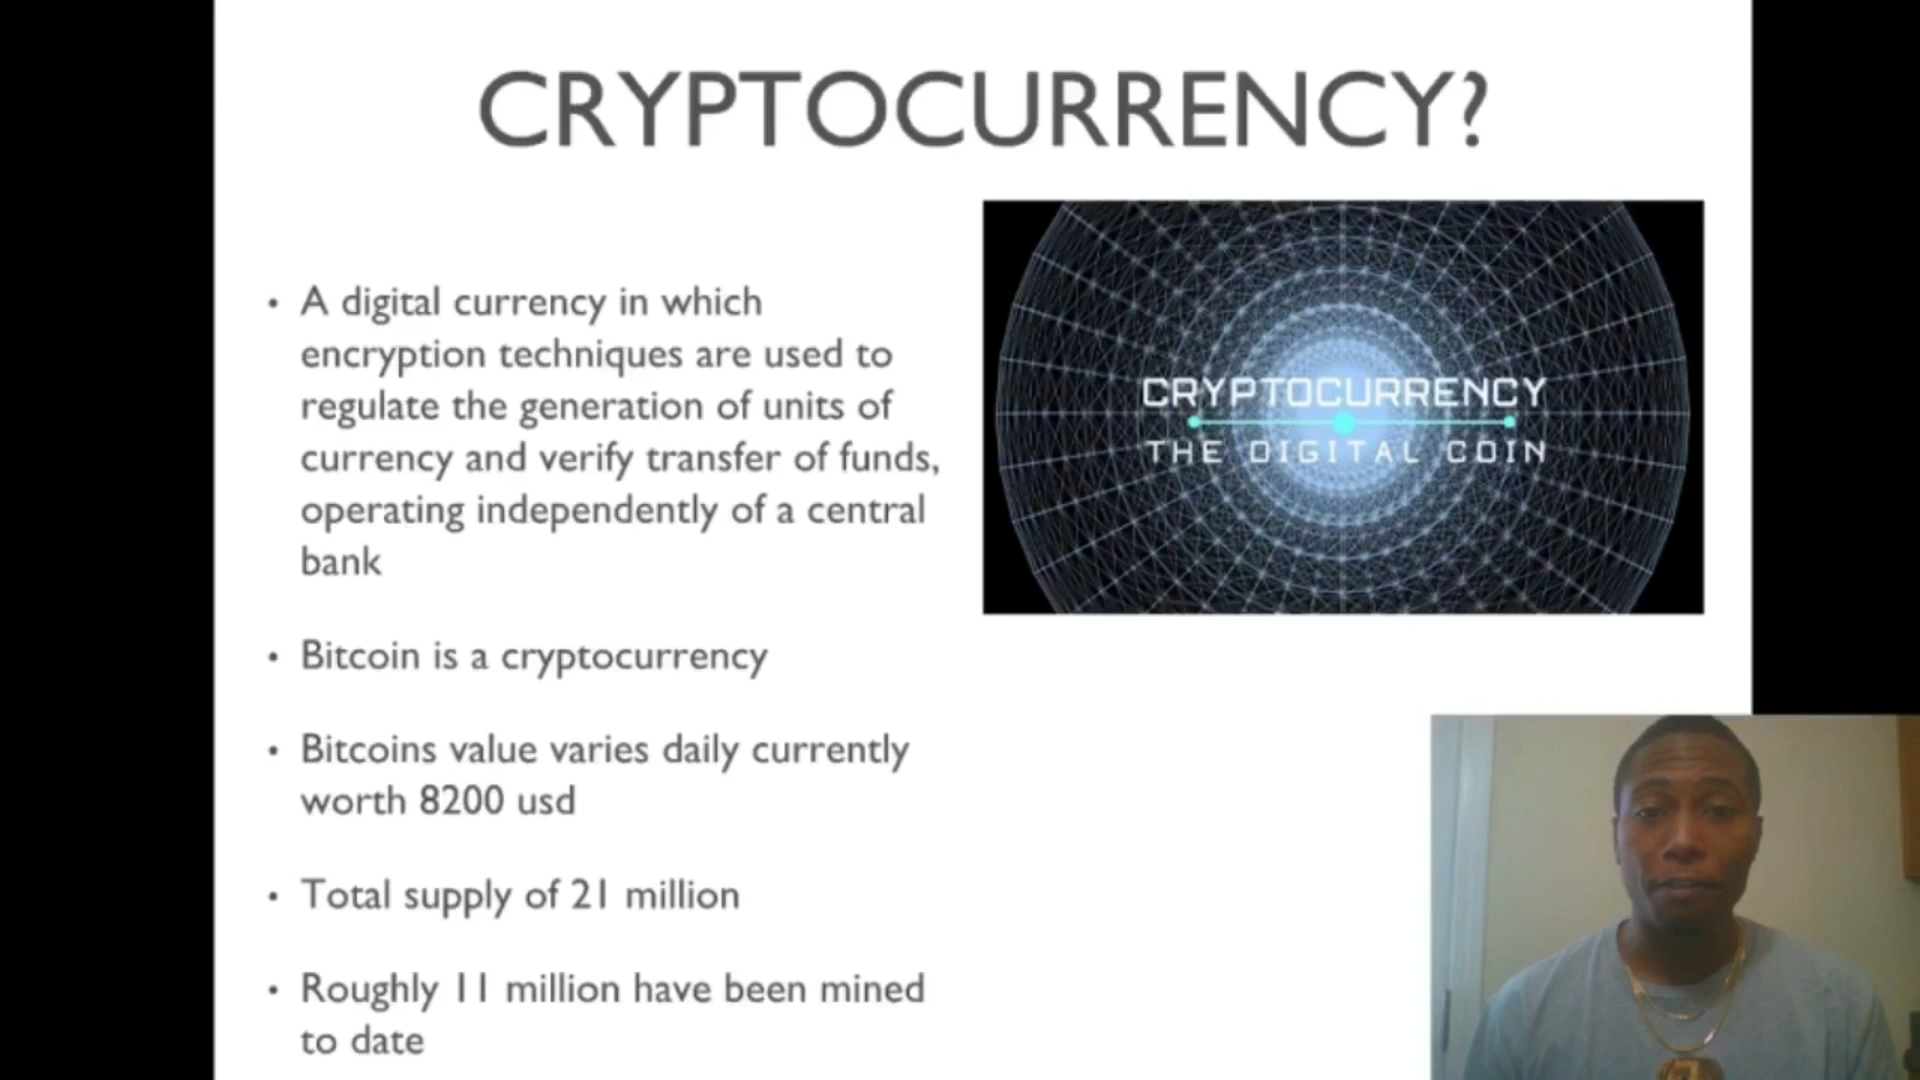 CRYPTOCURRENCY?
• A digital currency in which
encryption techniques are used to
regulate the generation of units of
currency and verify transfer of funds,
operating independently of a central
bank
CRYPTOCURRENCY
THE DIGITAL COIN
• Bitcoin is a cryptocurrency
• Bitcoins value varies daily currently
worth 8200 usd
• Total supply of 21 million
• Roughly 11 million have been mined
to date